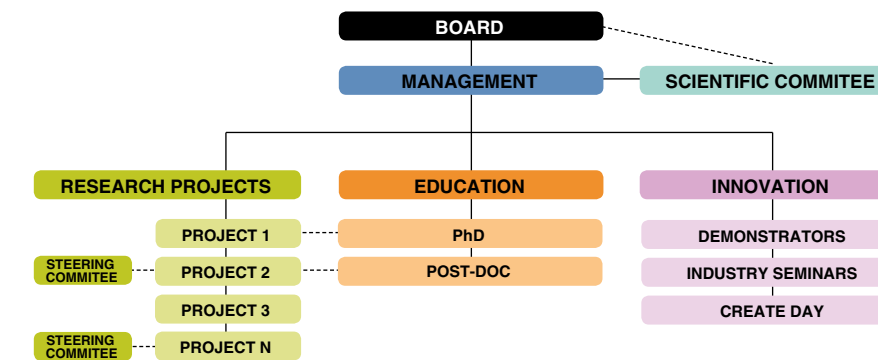 BOARD
MANAGEMENT
SCIENTIFIC COMMITEE
RESEARCH PROJECTS
EDUCATION
INNOVATION
PROJECT 1
PhD
DEMONSTRATORS
STEERING
COMMITEE
PROJECT 2
POST-DOC
INDUSTRY SEMINARS
PROJECT 3
CREATE DAY
STEERING
COMMITEE
PROJECT N